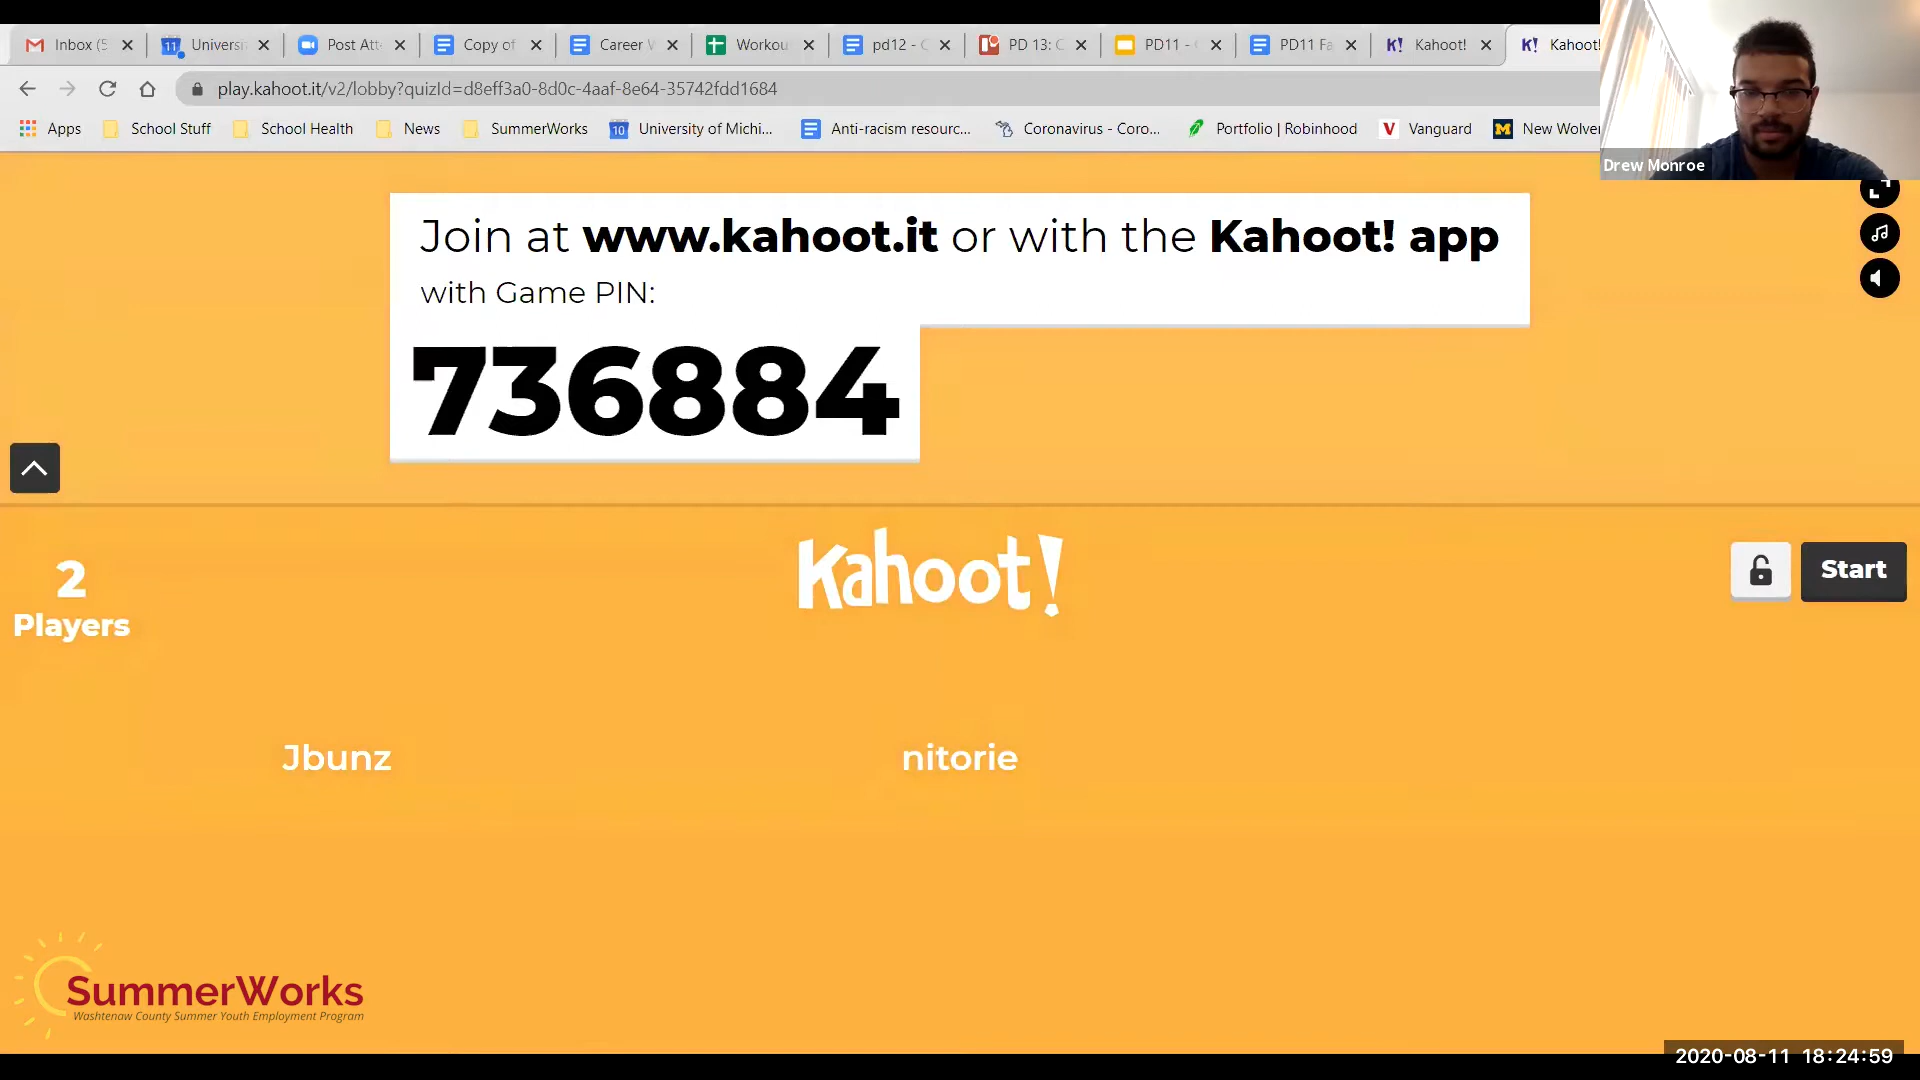 Inbox (5
11
Univers
Post Att
Copy of
Career
Workou
pd12 -
PD 13: C
PD11 -
PD11 Fa
K! Kahoot!
K! Kahoot!
play.kahoot.it/v2/lobby?quizId=d8eff3a0-8d0c-4aaf-8e64-35742fdd1684
Apps
School Stuff
School Health
News
SummerWorks
10
University of Michi...
Anti-racism resourc...
Coronavirus - Coro...
Portfolio | Robinhood
V
Vanguard
M
New Wolver
Drew Monroe
Join at www.kahoot.it or with the Kahoot! app
with Game PIN:
736884
2
Players
Kahoot!
Start
Jbunz
nitorie
SummerWorks
Washtenaw County Summer Youth Employment Program
2020-08-11 18:24:59